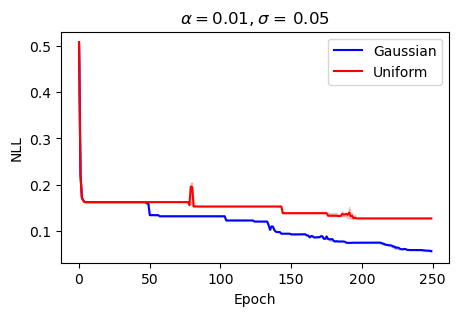 α = 0.01, σ = 0.05
NLL
0.5
0.4
0.3
0.2
0.1
Gaussian
Uniform
0 50 100 150 200 250
Epoch